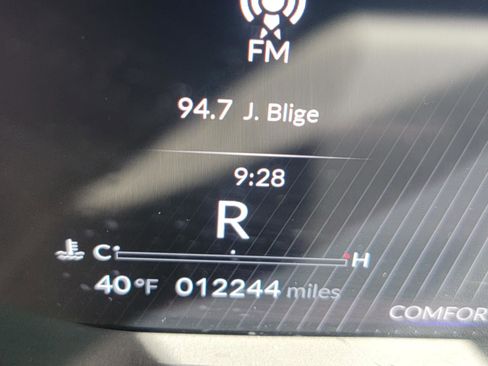 FM
94.7 J. Blige
9:28
R
C H
40°F 012244 miles
COMFOR